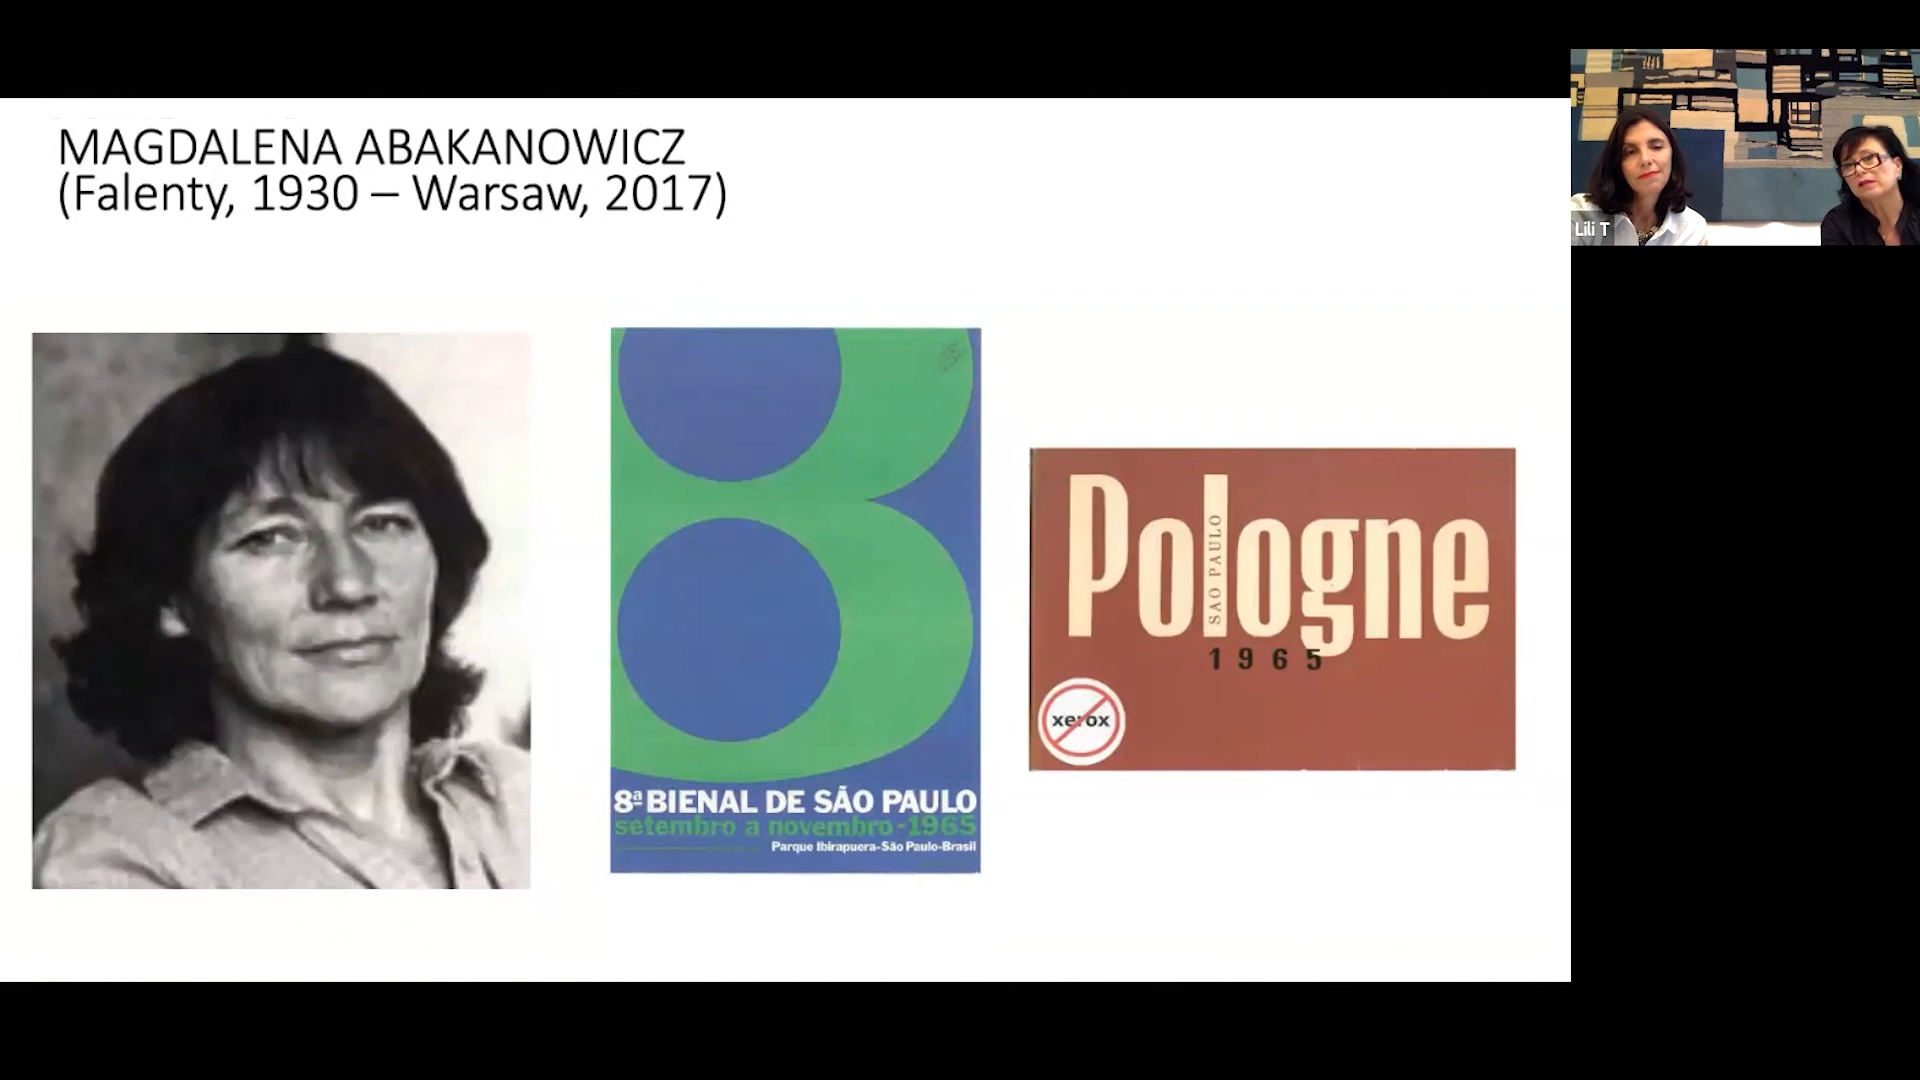 MAGDALENA ABAKANOWICZ
(Falenty, 1930 – Warsaw, 2017)
Lili T
8ª BIENAL DE SÃO PAULO
setembro a novembro-1965
Parque Ibirapuera-São Paulo-Brasil
Pologne
SAO PAULO
1965
xerox